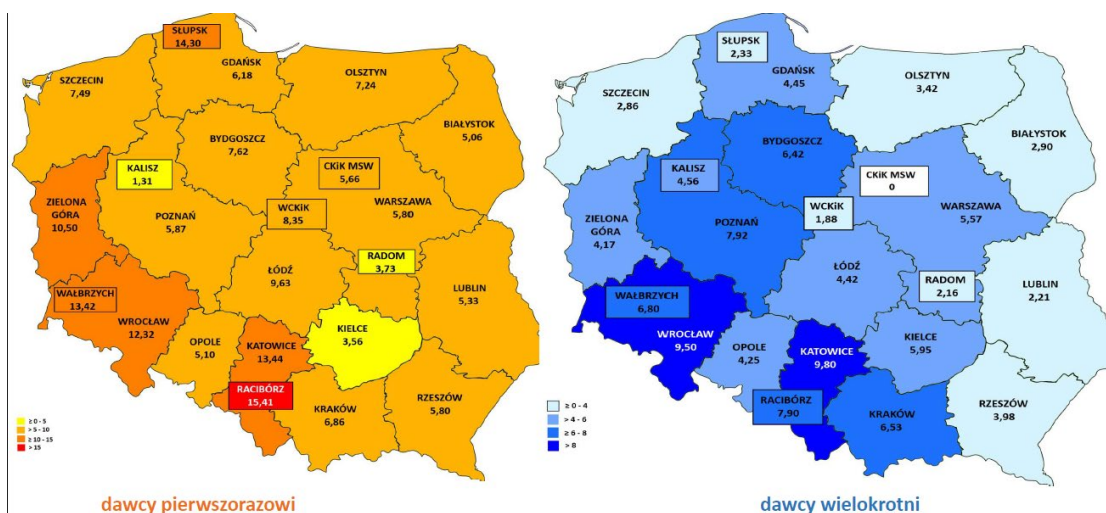 SŁUPSK
14,30
GDAŃSK
6,18
SZCZECIN
7,49
OLSZTYN
7,24
BIAŁYSTOK
5,06
BYDGOSZCZ
7,62
KALISZ
1,31
CKiK MSW
5,66
ZIELONA
GÓRA
10,50
POZNAŃ
5,87
WCKiK
8,35
WARSZAWA
5,80
ŁÓDŹ
9,63
RADOM
3,73
LUBLIN
5,33
WAŁBRZYCH
13,42
WROCŁAW
12,32
OPOLE
5,10
KATOWICE
13,44
KIELCE
3,56
RACIBÓRZ
15,41
KRAKÓW
6,86
RZESZÓW
5,80
≥ 0 - 5
> 5 - 10
≥ 10 - 15
> 15
dawcy pierwszorazowi
SŁUPSK
2,33
GDAŃSK
4,45
SZCZECIN
2,86
OLSZTYN
3,42
BIAŁYSTOK
2,90
BYDGOSZCZ
6,42
KALISZ
4,56
CKiK MSW
0
ZIELONA
GÓRA
4,17
POZNAŃ
7,92
WCKiK
1,88
WARSZAWA
5,57
ŁÓDŹ
4,42
RADOM
2,16
LUBLIN
2,21
WAŁBRZYCH
6,80
WROCŁAW
9,50
OPOLE
4,25
KATOWICE
9,80
KIELCE
5,95
RACIBÓRZ
7,90
KRAKÓW
6,53
RZESZÓW
3,98
≥ 0 - 4
> 4 - 6
≥ 6 - 8
> 8
dawcy wielokrotni